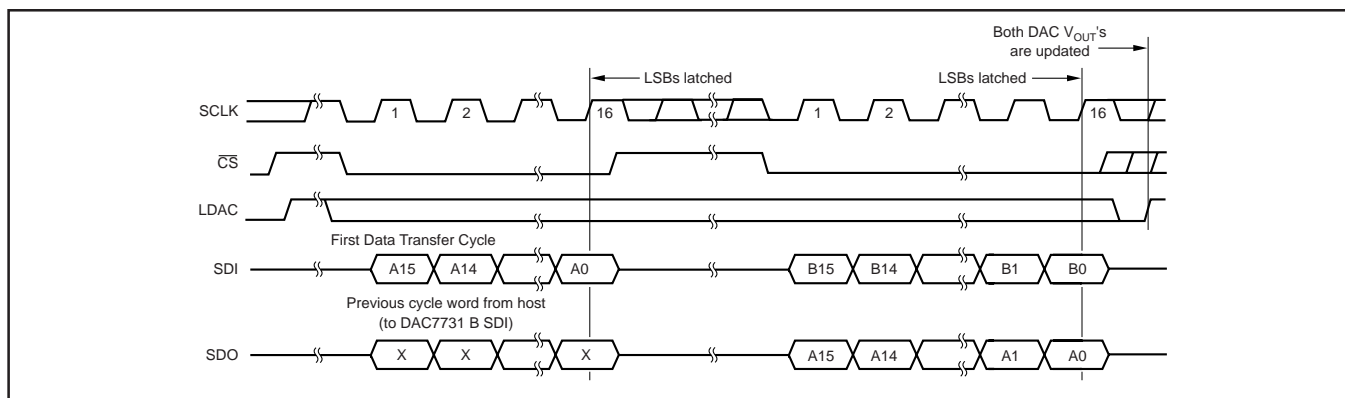 Both DAC VOUT's
are updated
LSBs latched
LSBs latched
SCLK
1
2
16
1
2
16
CS
LDAC
First Data Transfer Cycle
SDI
A15
A14
A0
B15
B14
B1
B0
Previous cycle word from host
(to DAC7731 B SDI)
SDO
X
X
X
A15
A14
A1
A0